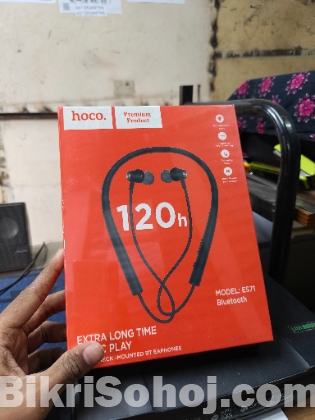 hoco.
Premium
Product
120h
MODEL: ES71
Bluetooth
EXTRA LONG TIME
PLAY
-MOUNTED BT EARPHONES
BikriSohoj.com